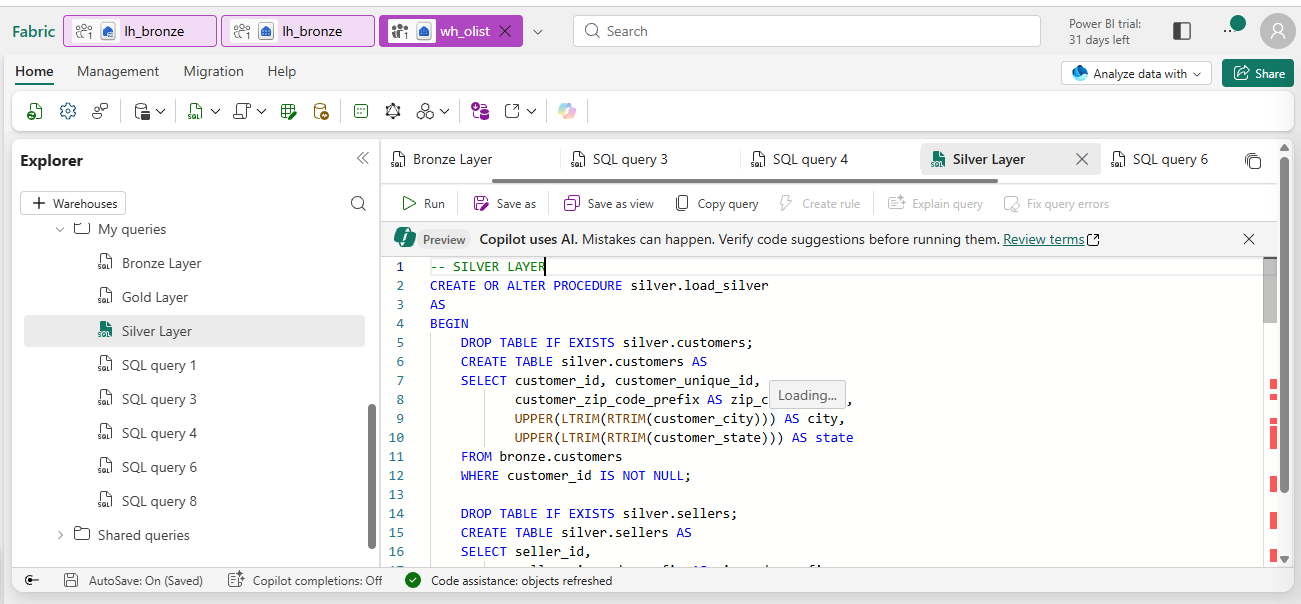 Fabric lh_bronze lh_bronze wh_olist Search Power BI trial:
31 days left
Home Management Migration Help Analyze data with Share
Explorer
Warehouses
My queries
Bronze Layer
Gold Layer
Silver Layer
SQL query 1
SQL query 3
SQL query 4
SQL query 6
SQL query 8
Shared queries
Bronze Layer SQL query 3 SQL query 4 Silver Layer SQL query 6
Run Save as Save as view Copy query Create rule Explain query Fix query errors
Preview Copilot uses AI. Mistakes can happen. Verify code suggestions before running them. Review terms
1 -- SILVER LAYER
2 CREATE OR ALTER PROCEDURE silver.load_silver
3 AS
4 BEGIN
5 DROP TABLE IF EXISTS silver.customers;
6 CREATE TABLE silver.customers AS
7 SELECT customer_id, customer_unique_id,
8 customer_zip_code_prefix AS zip_c Loading... ,
9 UPPER(LTRIM(RTRIM(customer_city))) AS city,
10 UPPER(LTRIM(RTRIM(customer_state))) AS state
11 FROM bronze.customers
12 WHERE customer_id IS NOT NULL;
13
14 DROP TABLE IF EXISTS silver.sellers;
15 CREATE TABLE silver.sellers AS
16 SELECT seller_id,
AutoSave: On (Saved) Copilot completions: Off Code assistance: objects refreshed